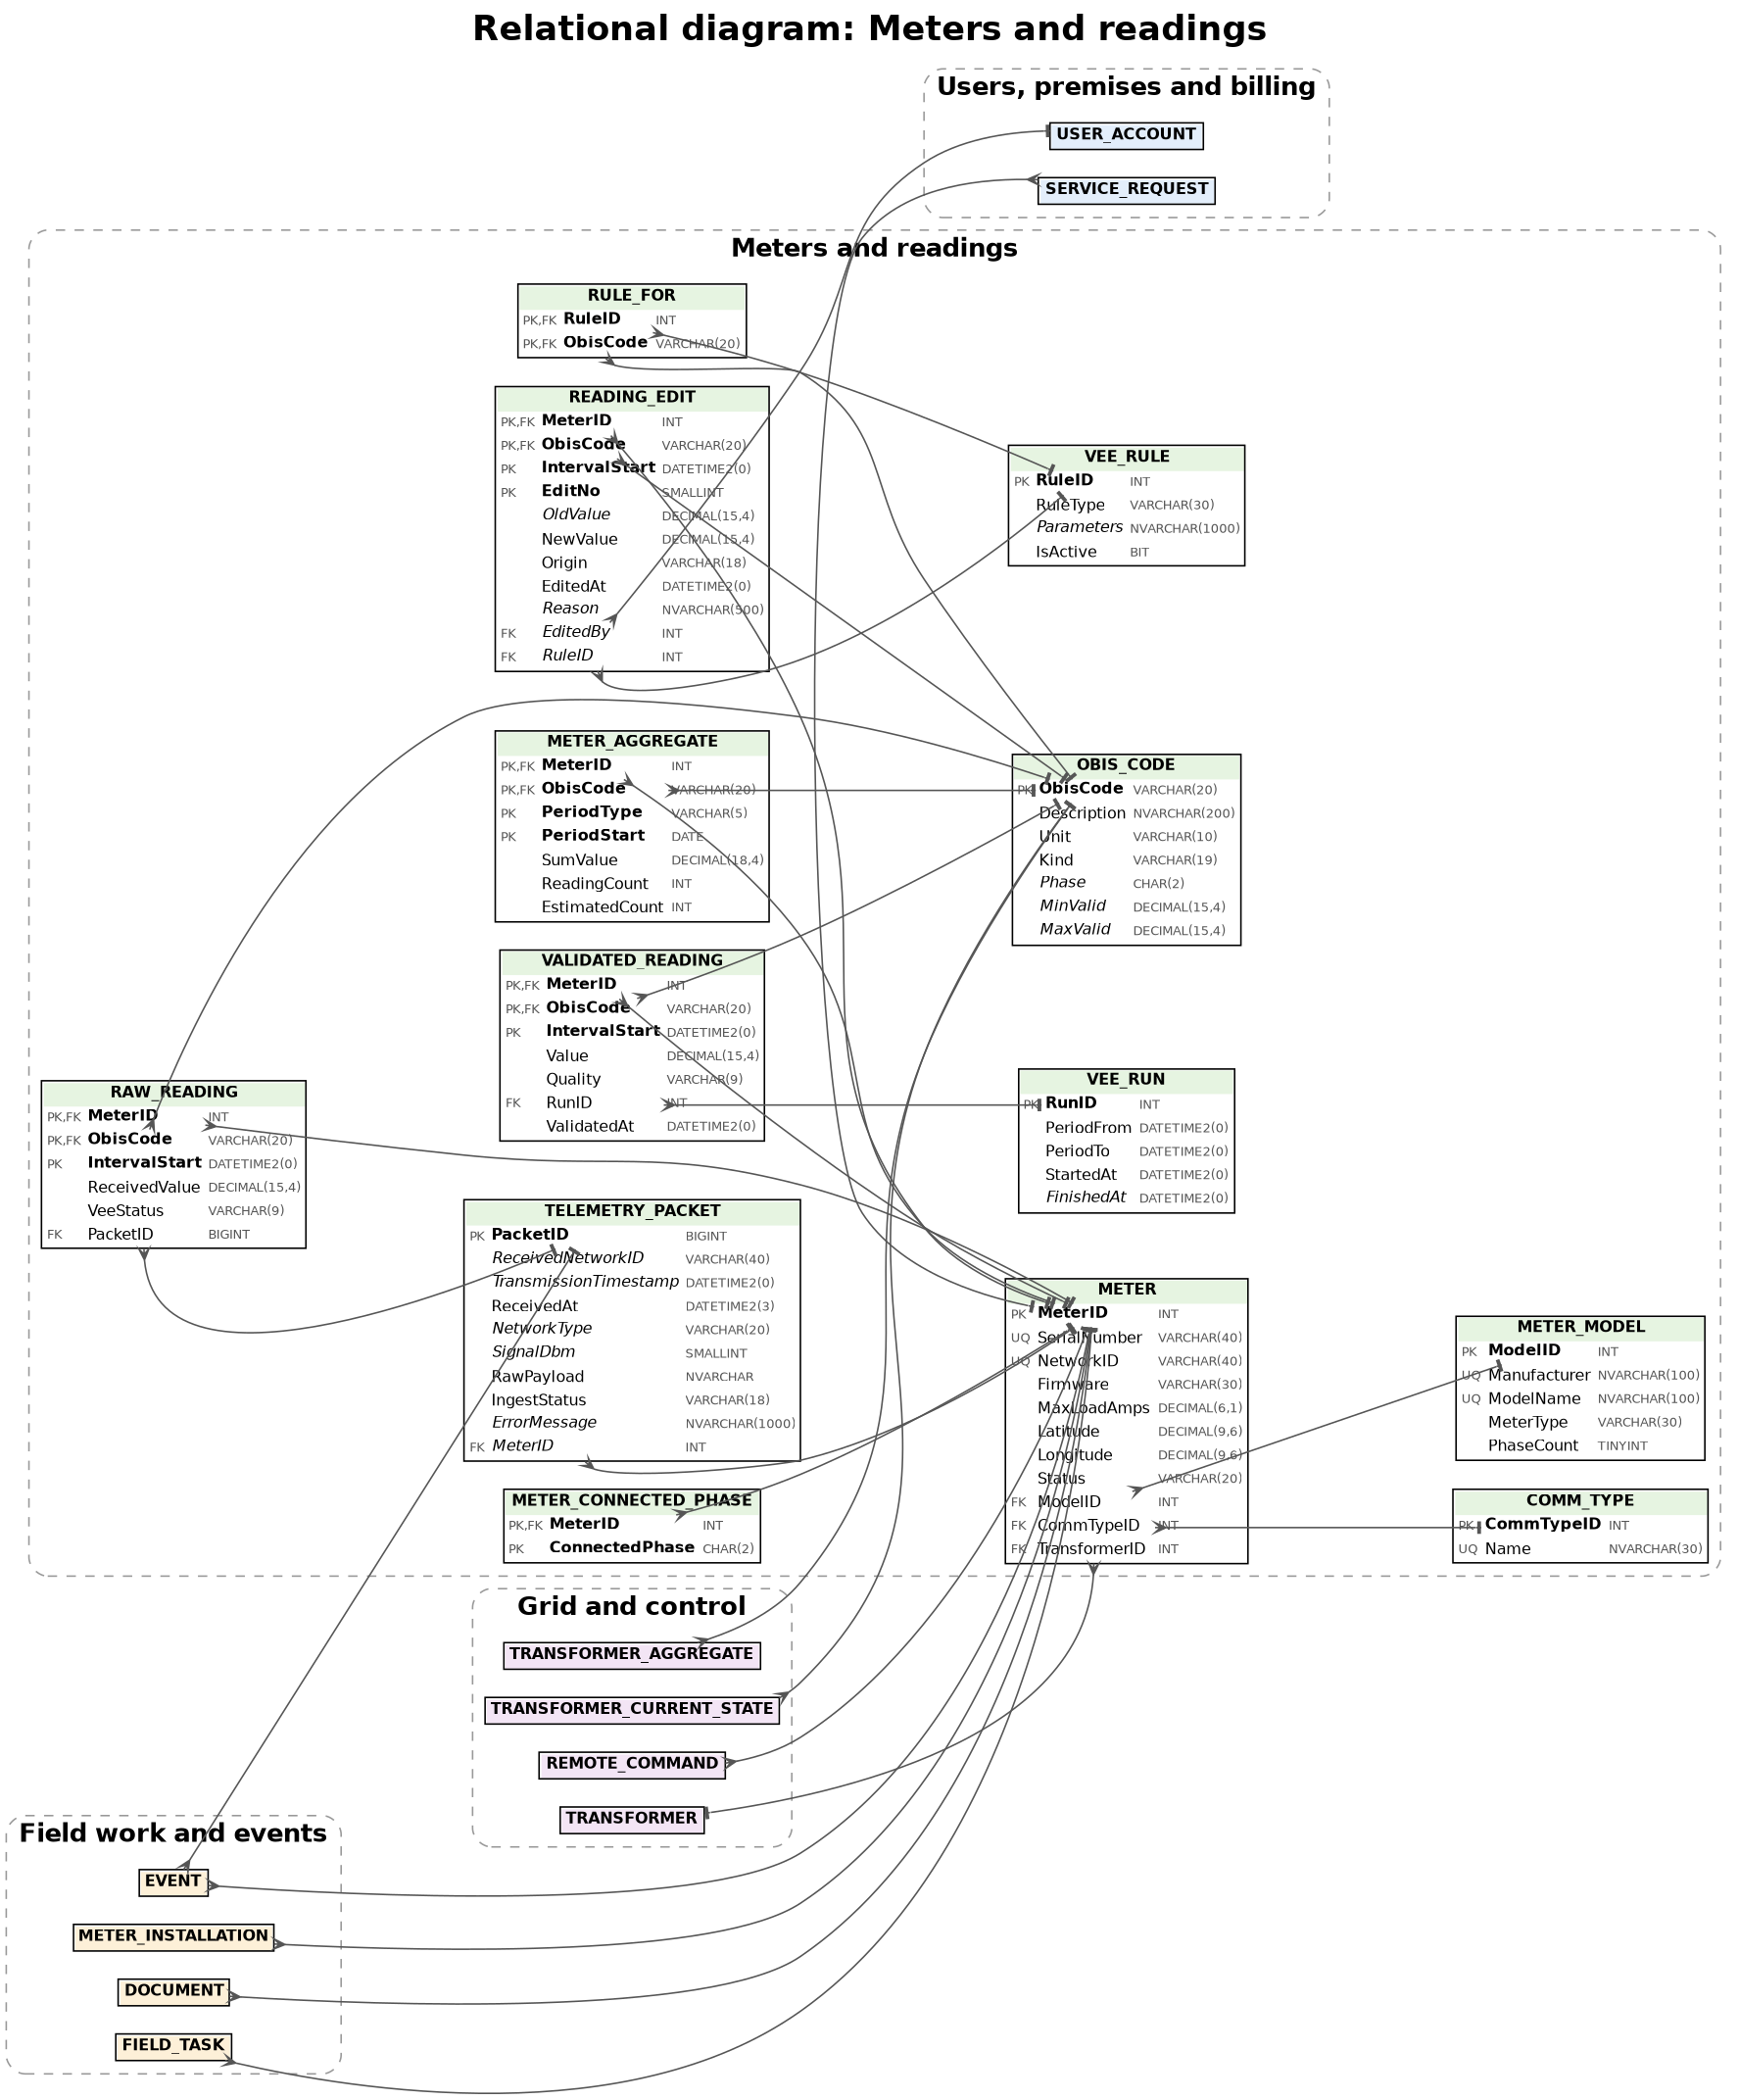 Relational diagram: Meters and readings
Users, premises and billing
USER_ACCOUNT
SERVICE_REQUEST
Meters and readings
RULE_FOR
PK,FK RuleID INT
PK,FK ObisCode VARCHAR(20)
READING_EDIT
PK,FK MeterID INT
PK,FK ObisCode VARCHAR(20)
PK IntervalStart DATETIME2(0)
PK EditNo SMALLINT
OldValue DECIMAL(15,4)
NewValue DECIMAL(15,4)
Origin VARCHAR(18)
EditedAt DATETIME2(0)
Reason NVARCHAR(500)
FK EditedBy INT
FK RuleID INT
VEE_RULE
PK RuleID INT
RuleType VARCHAR(30)
Parameters NVARCHAR(1000)
IsActive BIT
METER_AGGREGATE
PK,FK MeterID INT
PK,FK ObisCode VARCHAR(20)
PK PeriodType VARCHAR(5)
PK PeriodStart DATE
SumValue DECIMAL(18,4)
ReadingCount INT
EstimatedCount INT
OBIS_CODE
PK ObisCode VARCHAR(20)
Description NVARCHAR(200)
Unit VARCHAR(10)
Kind VARCHAR(19)
Phase CHAR(2)
MinValid DECIMAL(15,4)
MaxValid DECIMAL(15,4)
VALIDATED_READING
PK,FK MeterID INT
PK,FK ObisCode VARCHAR(20)
PK IntervalStart DATETIME2(0)
Value DECIMAL(15,4)
Quality VARCHAR(9)
FK RunID INT
ValidatedAt DATETIME2(0)
VEE_RUN
PK RunID INT
PeriodFrom DATETIME2(0)
PeriodTo DATETIME2(0)
StartedAt DATETIME2(0)
FinishedAt DATETIME2(0)
RAW_READING
PK,FK MeterID INT
PK,FK ObisCode VARCHAR(20)
PK IntervalStart DATETIME2(0)
ReceivedValue DECIMAL(15,4)
VeeStatus VARCHAR(9)
FK PacketID BIGINT
TELEMETRY_PACKET
PK PacketID BIGINT
ReceivedNetworkID VARCHAR(40)
TransmissionTimestamp DATETIME2(0)
ReceivedAt DATETIME2(3)
NetworkType VARCHAR(20)
SignalDbm SMALLINT
RawPayload NVARCHAR
IngestStatus VARCHAR(18)
ErrorMessage NVARCHAR(1000)
FK MeterID INT
METER
PK MeterID INT
UQ SerialNumber VARCHAR(40)
UQ NetworkID VARCHAR(40)
Firmware VARCHAR(30)
MaxLoadAmps DECIMAL(6,1)
Latitude DECIMAL(9,6)
Longitude DECIMAL(9,6)
Status VARCHAR(20)
FK ModelID INT
FK CommTypeID INT
FK TransformerID INT
METER_MODEL
PK ModelID INT
UQ Manufacturer NVARCHAR(100)
UQ ModelName NVARCHAR(100)
MeterType VARCHAR(30)
PhaseCount TINYINT
METER_CONNECTED_PHASE
PK,FK MeterID INT
PK ConnectedPhase CHAR(2)
COMM_TYPE
PK CommTypeID INT
UQ Name NVARCHAR(30)
Grid and control
TRANSFORMER_AGGREGATE
TRANSFORMER_CURRENT_STATE
REMOTE_COMMAND
TRANSFORMER
Field work and events
EVENT
METER_INSTALLATION
DOCUMENT
FIELD_TASK